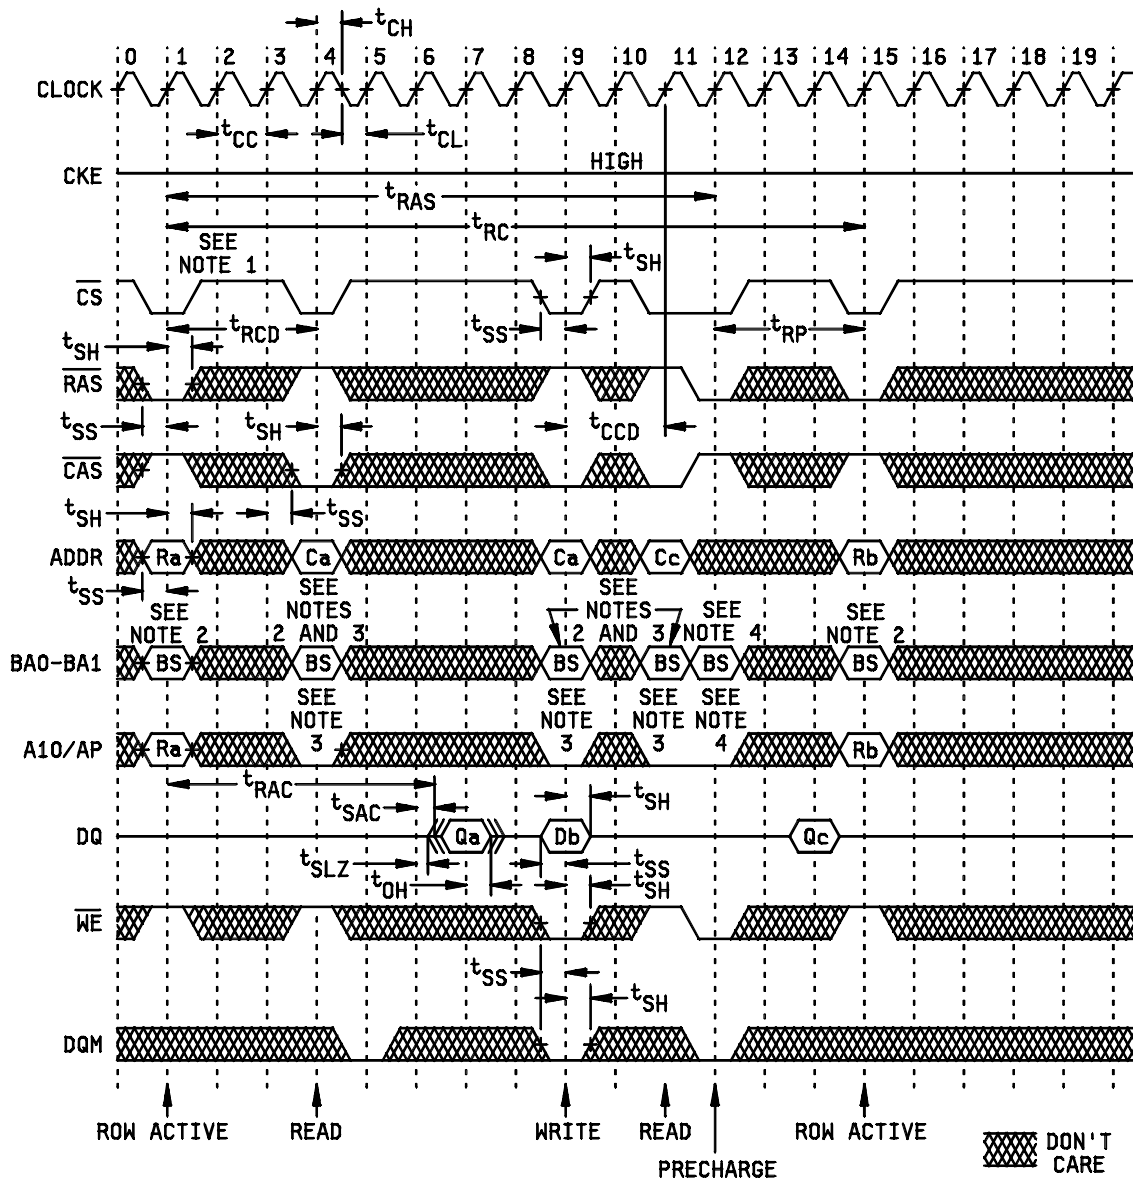 tCH
0 1 2 3 4 5 6 7 8 9 10 11 12 13 14 15 16 17 18 19
CLOCK
tCC tCL
HIGH
CKE
tRAS
tRC
SEE
NOTE 1
tSH
CS
tRCD tSS tRP
tSH
RAS
tSS tSH tCCD
CAS
tSH tSS
ADDR Ra Ca Ca Cc Rb
tSS
SEE
NOTE 2
SEE
NOTES
2 AND 3
SEE
NOTES
2 AND 3
SEE
NOTE 4
SEE
NOTE 2
BA0-BA1 BS BS BS BS BS BS
SEE
NOTE
3
SEE
NOTE
3
SEE
NOTE
3
SEE
NOTE
4
A10/AP Ra Rb
tRAC
tSAC tSH
DQ Qa Db Qc
tSLZ tSS
tOH tSH
WE
tSS
tSH
DQM
ROW ACTIVE READ WRITE READ ROW ACTIVE
PRECHARGE
DON'T
CARE